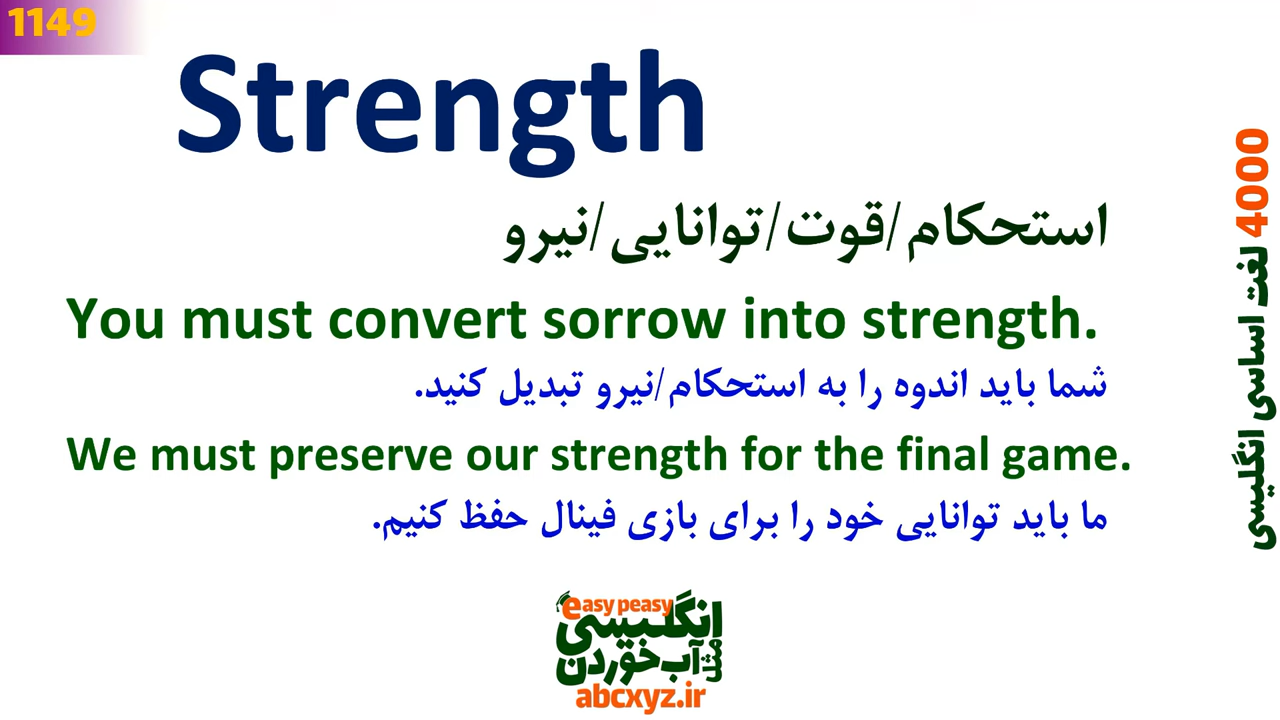 1149
Strength
استحکام/قوت/توانایی/نیرو
You must convert sorrow into strength.
شما باید اندوه را به استحکام/نیرو تبدیل کنید.
We must preserve our strength for the final game.
ما باید توانایی خود را برای بازی فینال حفظ کنیم.
4000 لغت اساسی انگلیسی
easy peasy
انگلیسی
مثل آب خوردن
abcxyz.ir